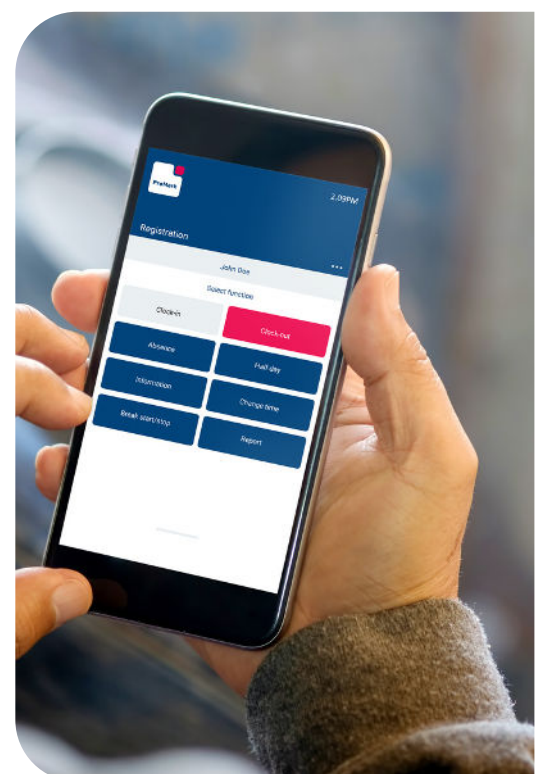 ProMark
2.09PM
Registration
John Doe
Select function
Clock-in
Clock-out
Absence
Half day
Information
Change time
Break start/stop
Report